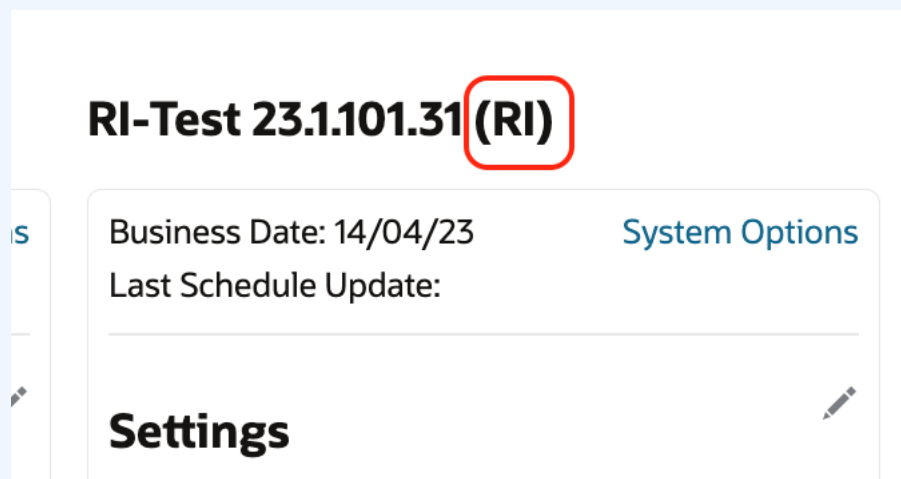 RI-Test 23.1.101.31 (RI)
s
Business Date: 14/04/23
System Options
Last Schedule Update:
Settings